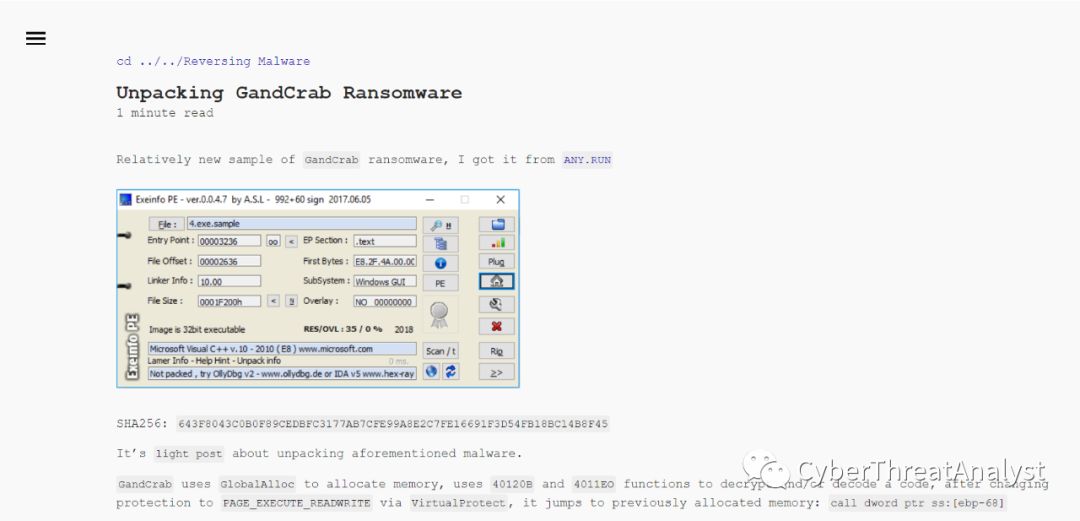 cd ../../Reversing Malware
Unpacking GandCrab Ransomware
1 minute read
Relatively new sample of GandCrab ransomware, I got it from ANY.RUN
Exeinfo PE - ver.0.0.4.7 by A.S.L - 992+60 sign 2017.06.05
File : 4.exe.sample
Entry Point : 00003236 oo < EP Section : .text
File Offset : 00002636 First Bytes : E8.2F.4A.00.00
Linker Info : 10.00 SubSystem : Windows GUI PE
File Size : 0001F200h < Overlay : NO 00000000
Image is 32bit executable RES/OVL : 35 / 0 % 2018
Exeinfo PE
Microsoft Visual C++ v.10 - 2010 ( E8 ) www.microsoft.com Scan / t Rip
Lamer Info - Help Hint - Unpack info 0 ms.
Not packed , try OllyDbg v2 - www.ollydbg.de or IDA v5 www.hex-ray >>
Plug
SHA256: 643F8043C0B0F89CEDBFC3177AB7CFE99A8E2C7FE16691F3D54FB18BC14B8F45
It's light post about unpacking aforementioned malware.
GandCrab uses GlobalAlloc to allocate memory, uses 40120B and 4011E0 functions to decrypt and/or decode a code, after changing
protection to PAGE_EXECUTE_READWRITE via VirtualProtect, it jumps to previously allocated memory: call dword ptr ss:[ebp-68]
CyberThreatAnalyst